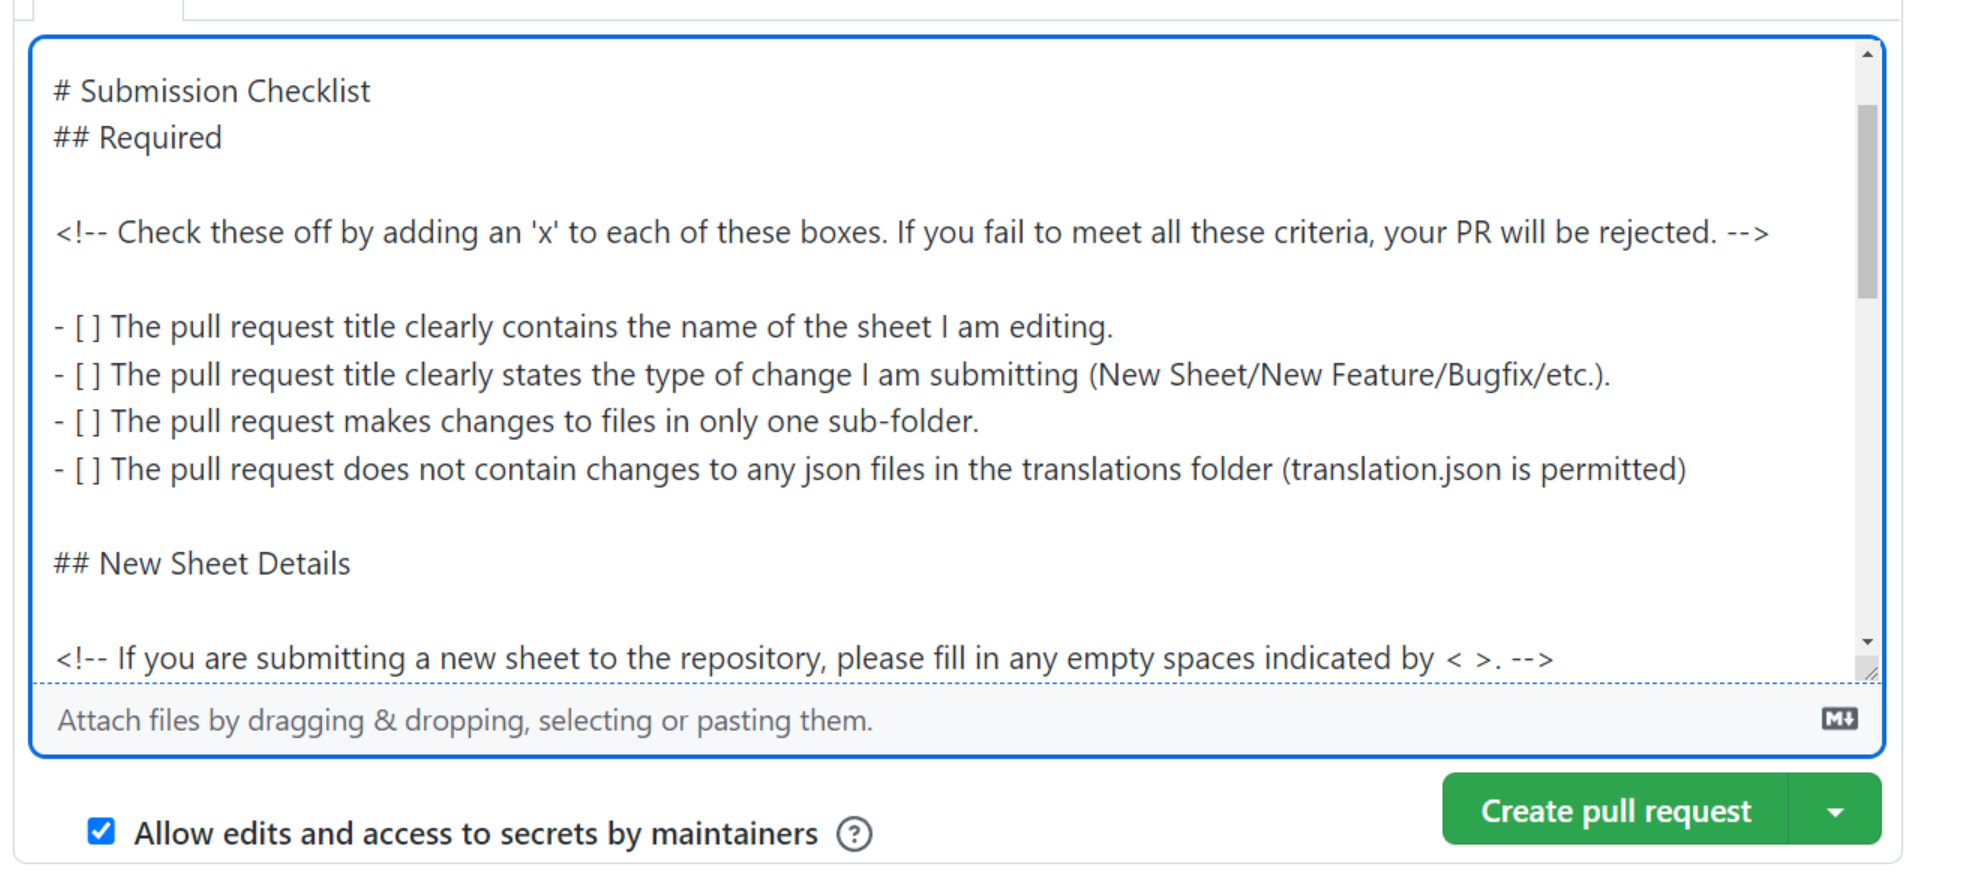 # Submission Checklist
## Required
<!-- Check these off by adding an 'x' to each of these boxes. If you fail to meet all these criteria, your PR will be rejected. -->
- [ ] The pull request title clearly contains the name of the sheet I am editing.
- [ ] The pull request title clearly states the type of change I am submitting (New Sheet/New Feature/Bugfix/etc.).
- [ ] The pull request makes changes to files in only one sub-folder.
- [ ] The pull request does not contain changes to any json files in the translations folder (translation.json is permitted)
## New Sheet Details
<!-- If you are submitting a new sheet to the repository, please fill in any empty spaces indicated by < >. -->
Attach files by dragging & dropping, selecting or pasting them.
M
Create pull request
Allow edits and access to secrets by maintainers ?